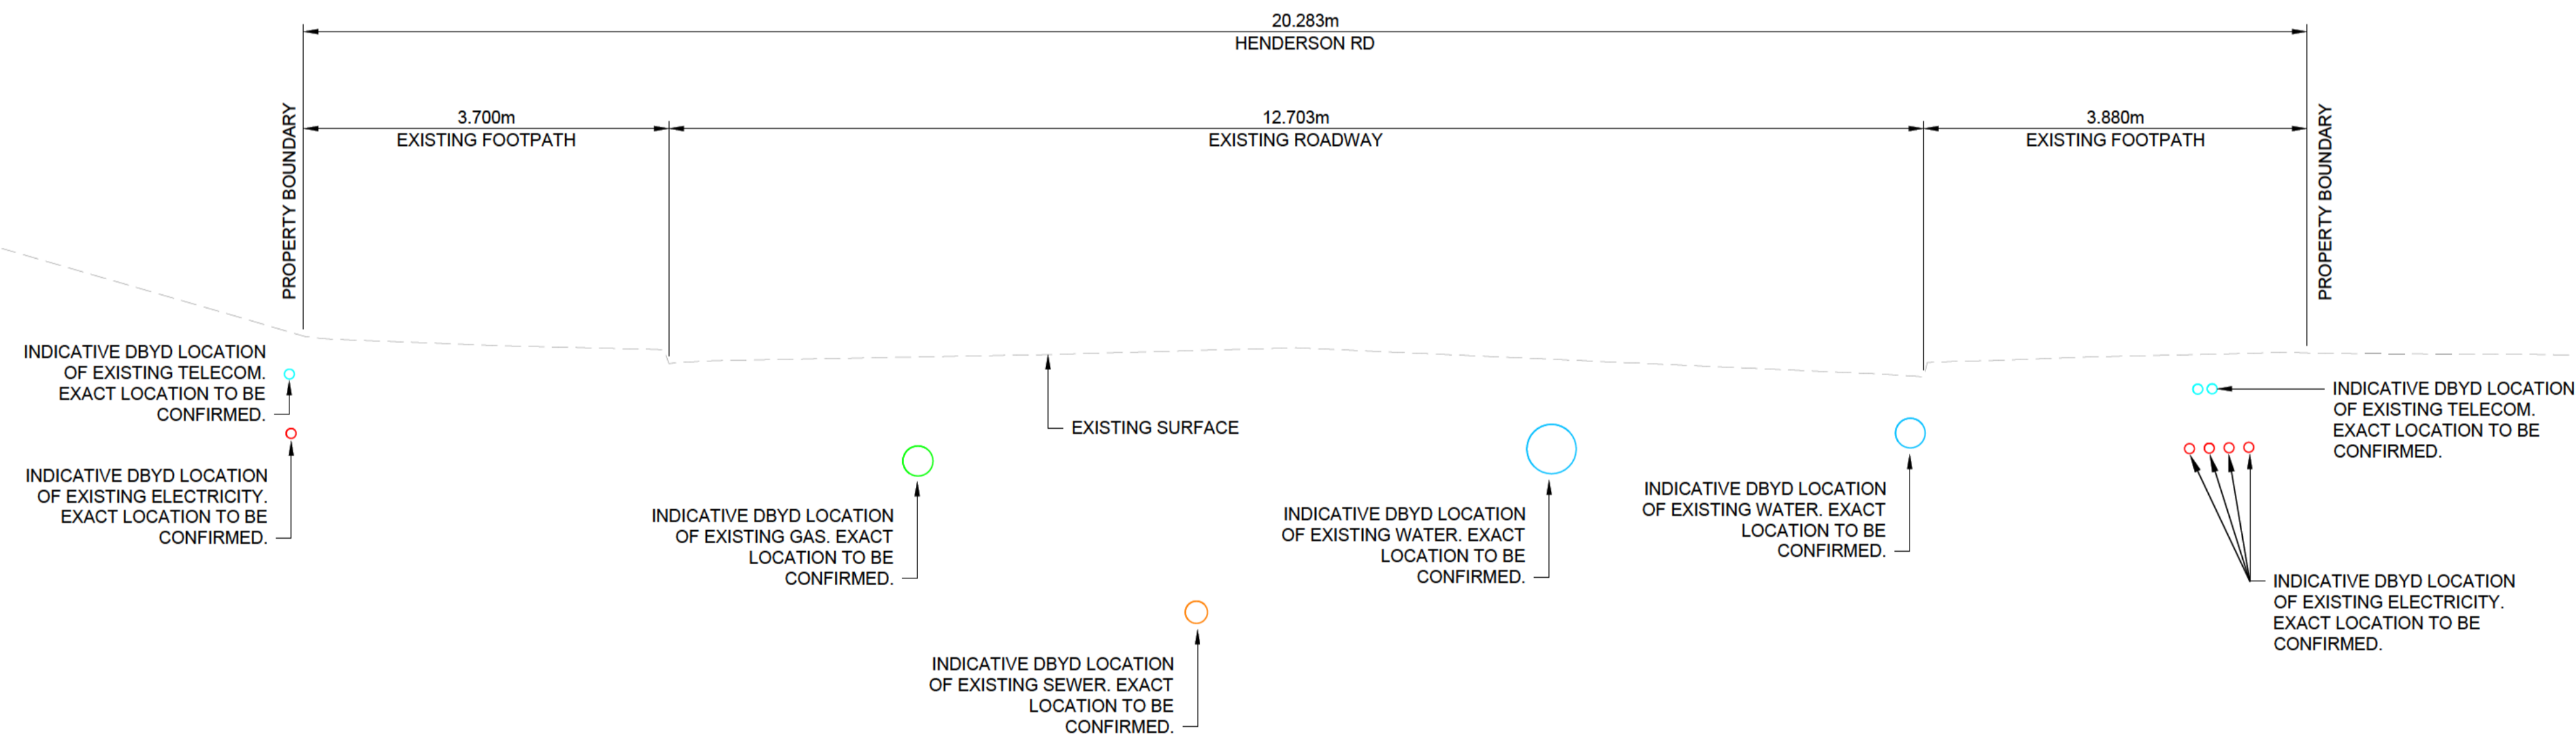 20.283m
HENDERSON RD
PROPERTY BOUNDARY
3.700m
EXISTING FOOTPATH
12.703m
EXISTING ROADWAY
3.880m
EXISTING FOOTPATH
PROPERTY BOUNDARY
INDICATIVE DBYD LOCATION
OF EXISTING TELECOM.
EXACT LOCATION TO BE
CONFIRMED.
INDICATIVE DBYD LOCATION
OF EXISTING ELECTRICITY.
EXACT LOCATION TO BE
CONFIRMED.
INDICATIVE DBYD LOCATION
OF EXISTING GAS. EXACT
LOCATION TO BE
CONFIRMED.
EXISTING SURFACE
INDICATIVE DBYD LOCATION
OF EXISTING SEWER. EXACT
LOCATION TO BE
CONFIRMED.
INDICATIVE DBYD LOCATION
OF EXISTING WATER. EXACT
LOCATION TO BE
CONFIRMED.
INDICATIVE DBYD LOCATION
OF EXISTING WATER. EXACT
LOCATION TO BE
CONFIRMED.
INDICATIVE DBYD LOCATION
OF EXISTING TELECOM.
EXACT LOCATION TO BE
CONFIRMED.
INDICATIVE DBYD LOCATION
OF EXISTING ELECTRICITY.
EXACT LOCATION TO BE
CONFIRMED.